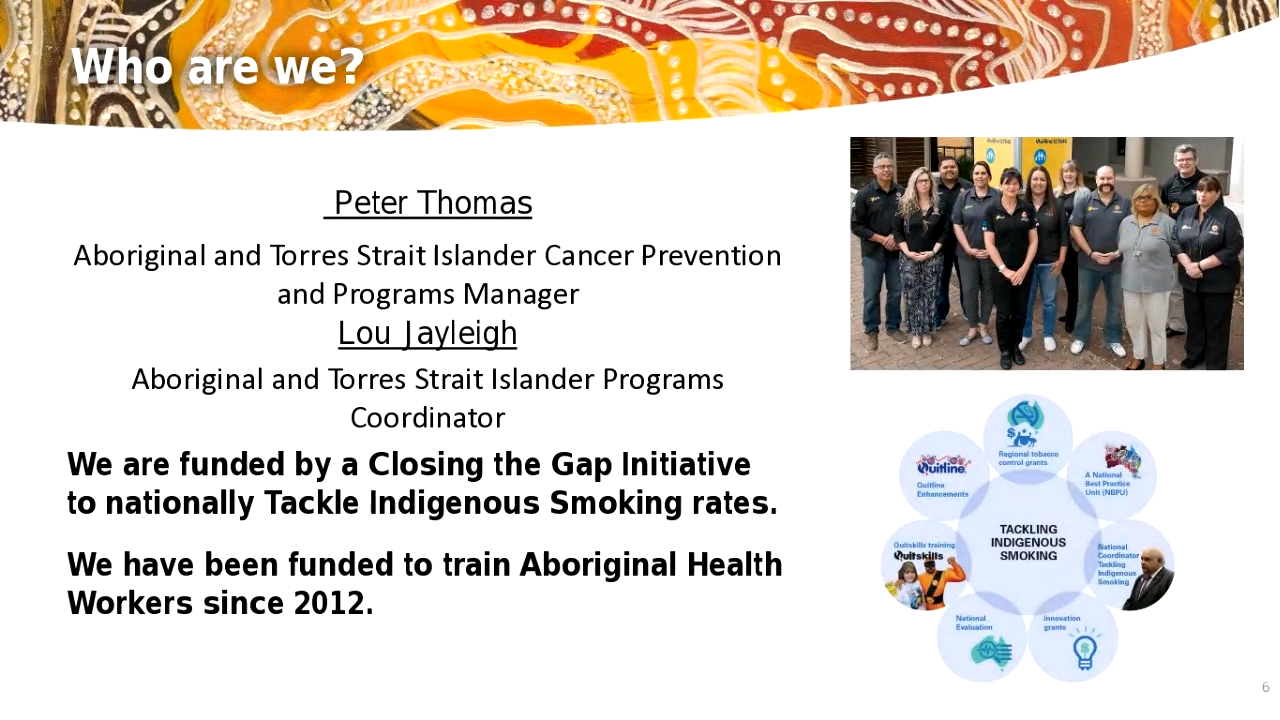 Who are we?
Peter Thomas
Aboriginal and Torres Strait Islander Cancer Prevention
and Programs Manager
Lou Jayleigh
Aboriginal and Torres Strait Islander Programs
Coordinator
We are funded by a Closing the Gap Initiative
to nationally Tackle Indigenous Smoking rates.
We have been funded to train Aboriginal Health
Workers since 2012.
Regional tobacco
control grants
Quitline
Quitline
Enhancements
A National
Best Practice
Unit (NBPU)
TACKLING
INDIGENOUS
SMOKING
Quitskills training
Quitskills
National
Coordinator
Tackling
Indigenous
Smoking
National
Evaluation
Innovation
grants
6